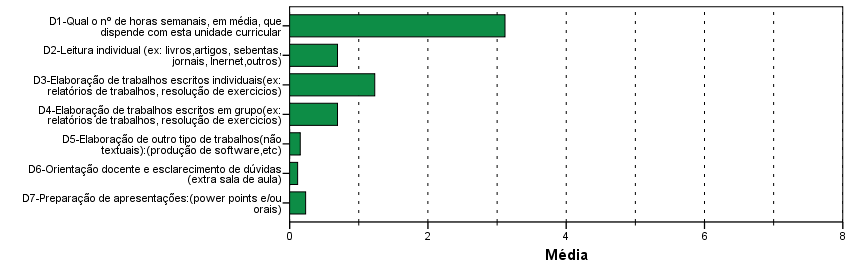 D1-Qual o nº de horas semanais, em média, que
dispende com esta unidade curricular
D2-Leitura individual (ex: livros,artigos, sebentas,
jornais, Inernet,outros)
D3-Elaboração de trabalhos escritos individuais(ex:
relatórios de trabalhos, resolução de exercicios)
D4-Elaboração de trabalhos escritos em grupo(ex:
relatórios de trabalhos, resolução de exercicios)
D5-Elaboração de outro tipo de trabalhos(não
textuais):(produção de software,etc)
D6-Orientação docente e esclarecimento de dúvidas
(extra sala de aula)
D7-Preparação de apresentações:(power points e/ou
orais)
0 2 4 6 8
Média